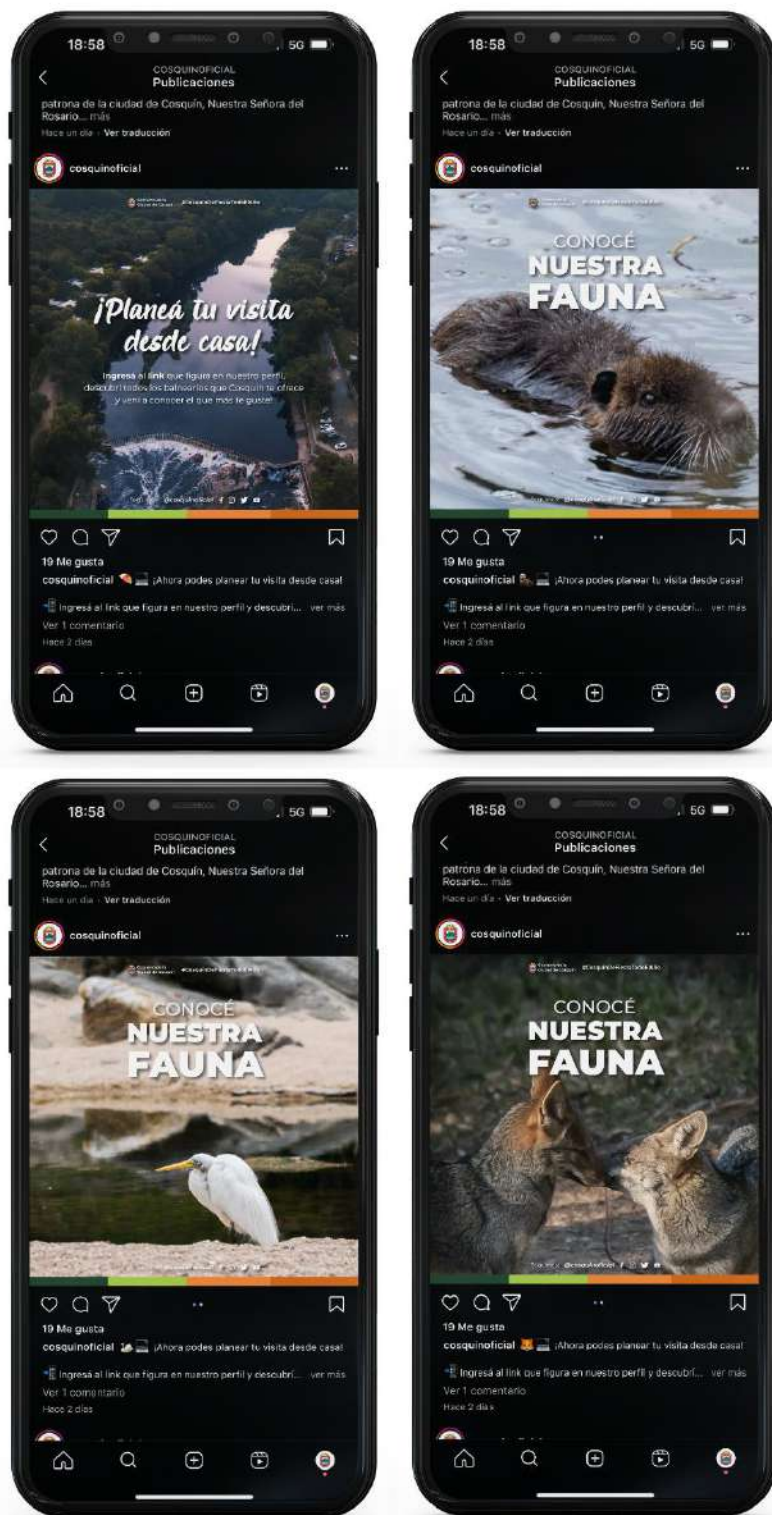 18:58
5G
COSQUINOFICIAL
Publicaciones
patrona de la ciudad de Cosquín, Nuestra Señora del
Rosario... más
Hace un día · Ver traducción
cosquinoficial
¡Planeá tu visita
desde casa!
Ingresá al link que figura en nuestro perfil,
descubrí todos los balnearios que Cosquín te ofrece
y vení a conocer el que más te guste!
@cosquinoficial
19 Me gusta
cosquinoficial ¡Ahora podes planear tu visita desde casa!
Ingresá al link que figura en nuestro perfil y descubrí... ver más
Ver 1 comentario
Hace 2 días
18:58
5G
COSQUINOFICIAL
Publicaciones
patrona de la ciudad de Cosquín, Nuestra Señora del
Rosario... más
Hace un día · Ver traducción
cosquinoficial
CONOCÉ
NUESTRA
FAUNA
@cosquinoficial
19 Me gusta
cosquinoficial ¡Ahora podes planear tu visita desde casa!
Ingresá al link que figura en nuestro perfil y descubrí... ver más
Ver 1 comentario
Hace 2 días
18:58
5G
COSQUINOFICIAL
Publicaciones
patrona de la ciudad de Cosquín, Nuestra Señora del
Rosario... más
Hace un día · Ver traducción
cosquinoficial
CONOCÉ
NUESTRA
FAUNA
@cosquinoficial
19 Me gusta
cosquinoficial ¡Ahora podes planear tu visita desde casa!
Ingresá al link que figura en nuestro perfil y descubrí... ver más
Ver 1 comentario
Hace 2 días
18:58
5G
COSQUINOFICIAL
Publicaciones
patrona de la ciudad de Cosquín, Nuestra Señora del
Rosario... más
Hace un día · Ver traducción
cosquinoficial
CONOCÉ
NUESTRA
FAUNA
@cosquinoficial
19 Me gusta
cosquinoficial ¡Ahora podes planear tu visita desde casa!
Ingresá al link que figura en nuestro perfil y descubrí... ver más
Ver 1 comentario
Hace 2 días